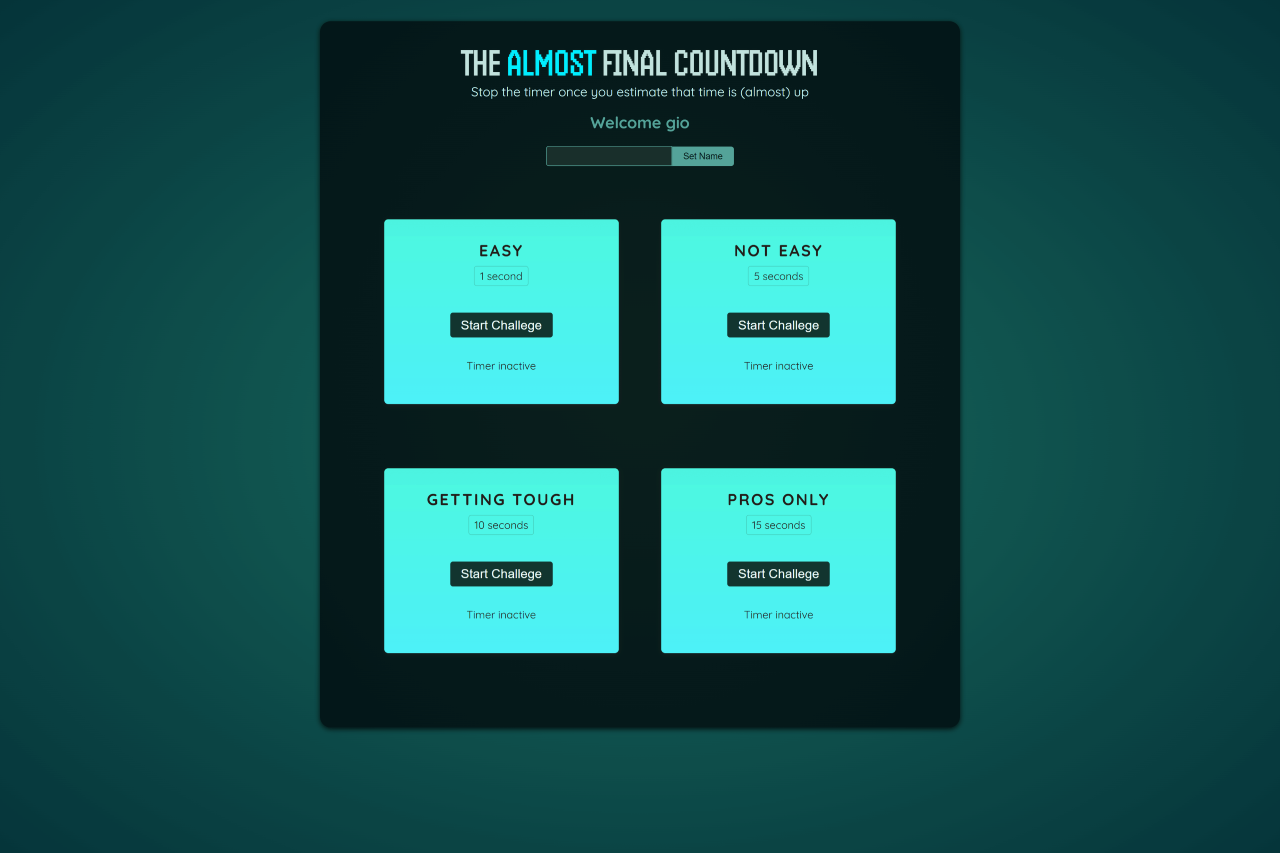 THE ALMOST FINAL COUNTDOWN
Stop the timer once you estimate that time is (almost) up
Welcome gio
Set Name
EASY
1 second
Start Challege
Timer inactive
NOT EASY
5 seconds
Start Challege
Timer inactive
GETTING TOUGH
10 seconds
Start Challege
Timer inactive
PROS ONLY
15 seconds
Start Challege
Timer inactive